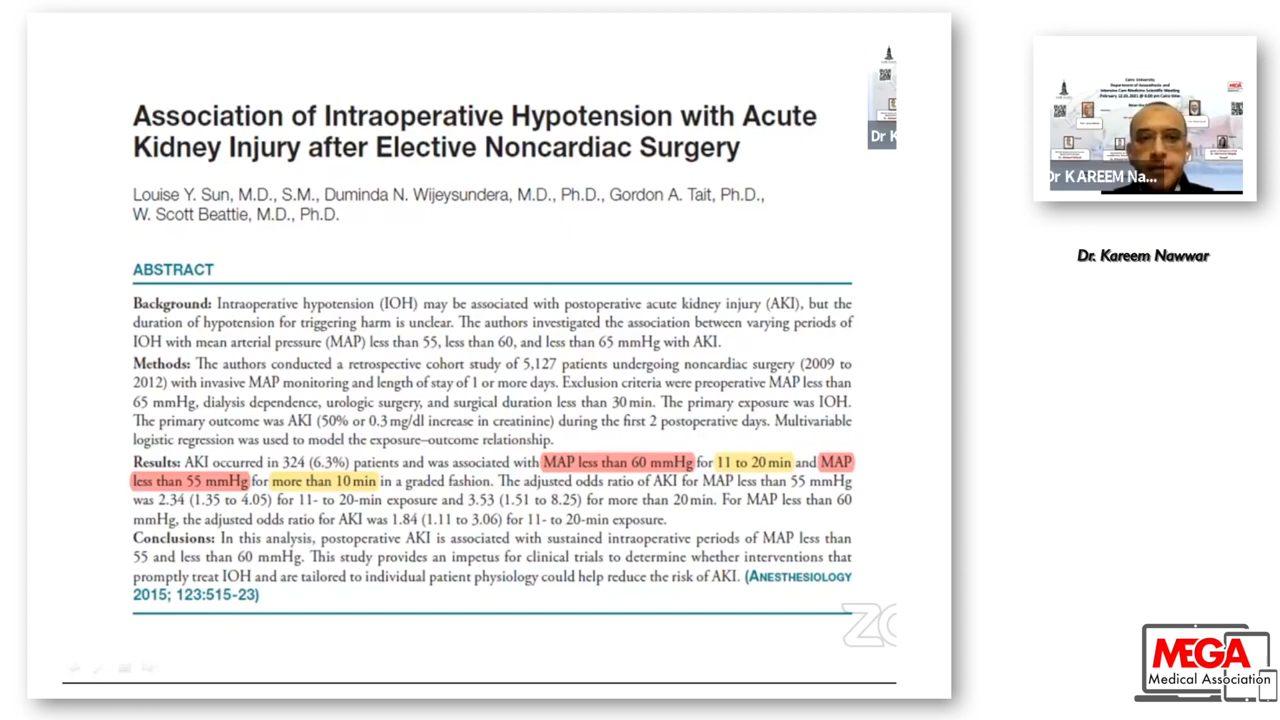 Association of Intraoperative Hypotension with Acute
Kidney Injury after Elective Noncardiac Surgery
Louise Y. Sun, M.D., S.M., Duminda N. Wijeysundera, M.D., Ph.D., Gordon A. Tait, Ph.D.,
W. Scott Beattie, M.D., Ph.D.
ABSTRACT
Background: Intraoperative hypotension (IOH) may be associated with postoperative acute kidney injury (AKI), but the
duration of hypotension for triggering harm is unclear. The authors investigated the association between varying periods of
IOH with mean arterial pressure (MAP) less than 55, less than 60, and less than 65 mmHg with AKI.
Methods: The authors conducted a retrospective cohort study of 5,127 patients undergoing noncardiac surgery (2009 to
2012) with invasive MAP monitoring and length of stay of 1 or more days. Exclusion criteria were preoperative MAP less than
65 mmHg, dialysis dependence, urologic surgery, and surgical duration less than 30 min. The primary exposure was IOH.
The primary outcome was AKI (50% or 0.3 mg/dl increase in creatinine) during the first 2 postoperative days. Multivariable
logistic regression was used to model the exposure–outcome relationship.
Results: AKI occurred in 324 (6.3%) patients and was associated with MAP less than 60 mmHg for 11 to 20 min and MAP
less than 55 mmHg for more than 10 min in a graded fashion. The adjusted odds ratio of AKI for MAP less than 55 mmHg
was 2.34 (1.35 to 4.05) for 11- to 20-min exposure and 3.53 (1.51 to 8.25) for more than 20 min. For MAP less than 60
mmHg, the adjusted odds ratio for AKI was 1.84 (1.11 to 3.06) for 11- to 20-min exposure.
Conclusions: In this analysis, postoperative AKI is associated with sustained intraoperative periods of MAP less than
55 and less than 60 mmHg. This study provides an impetus for clinical trials to determine whether interventions that
promptly treat IOH and are tailored to individual patient physiology could help reduce the risk of AKI. (ANESTHESIOLOGY
2015; 123:515-23)
Dr K
ZO
Cairo University
Department of Anaesthesia and
Intensive Care Medicine Scientific Meeting
Dr KAREEM Na...
Dr. Kareem Nawwar
MEGA
Medical Association